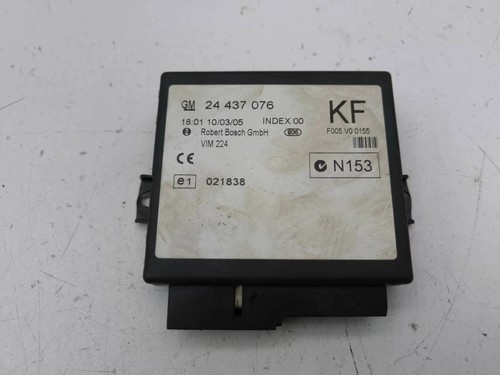 GM 24 437 076
KF
18:01 10/03/05 INDEX 00
F005 V0 0155
Robert Bosch GmbH
VIM 224
CE
N153
e1 021838